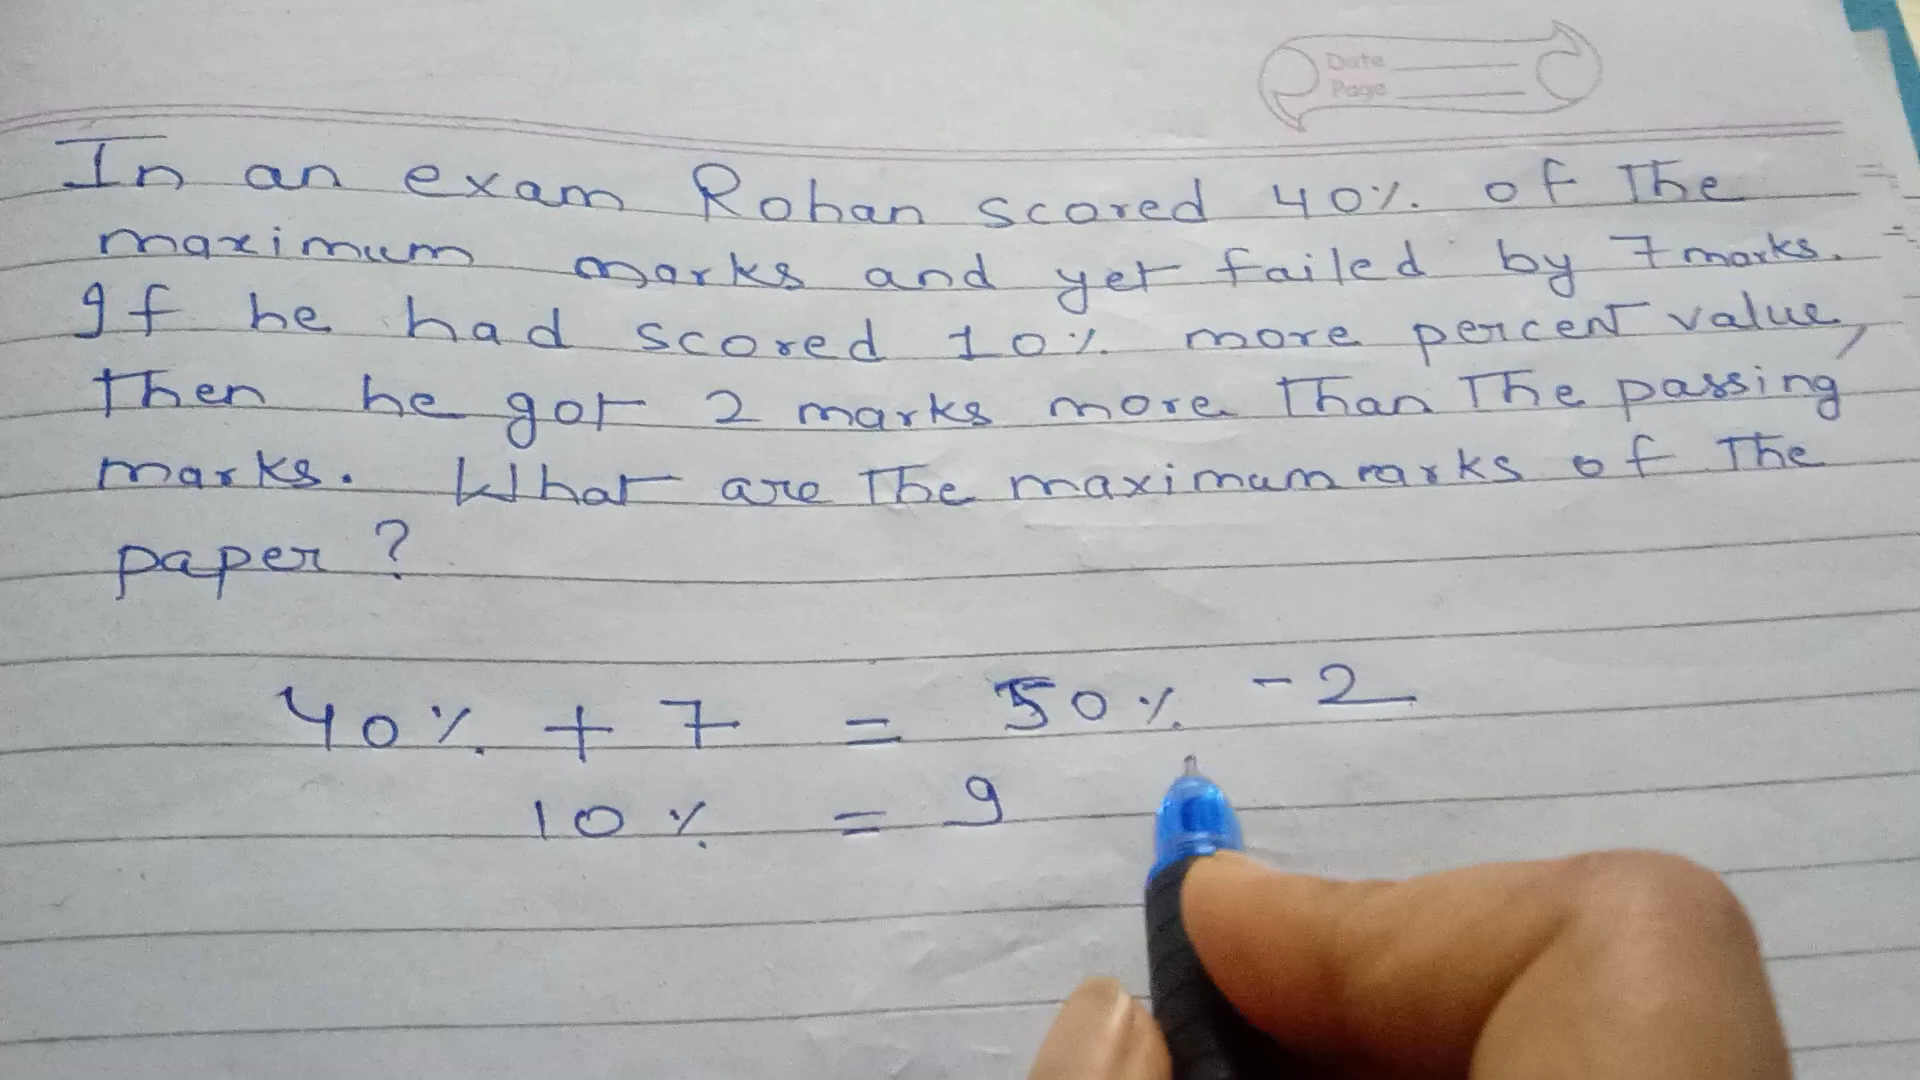 Date
Page
In an exam Rohan scored 40% of The
maximum marks and yet failed by 7 marks.
If he had scored 10% more percent value,
Then he got 2 marks more Than The passing
marks. What are The maximum marks of The
paper?
40% + 7 = 50% - 2
10% = 9